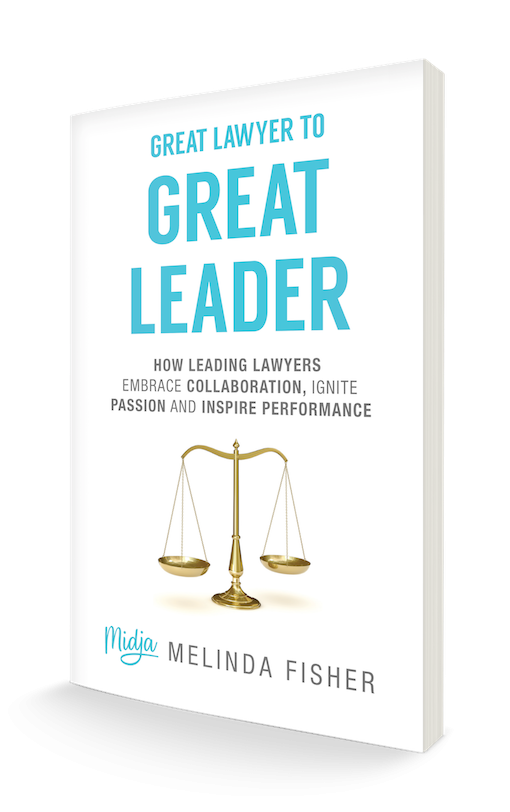 GREAT LAWYER TO
GREAT
LEADER
HOW LEADING LAWYERS
EMBRACE COLLABORATION, IGNITE
PASSION AND INSPIRE PERFORMANCE
Midja MELINDA FISHER